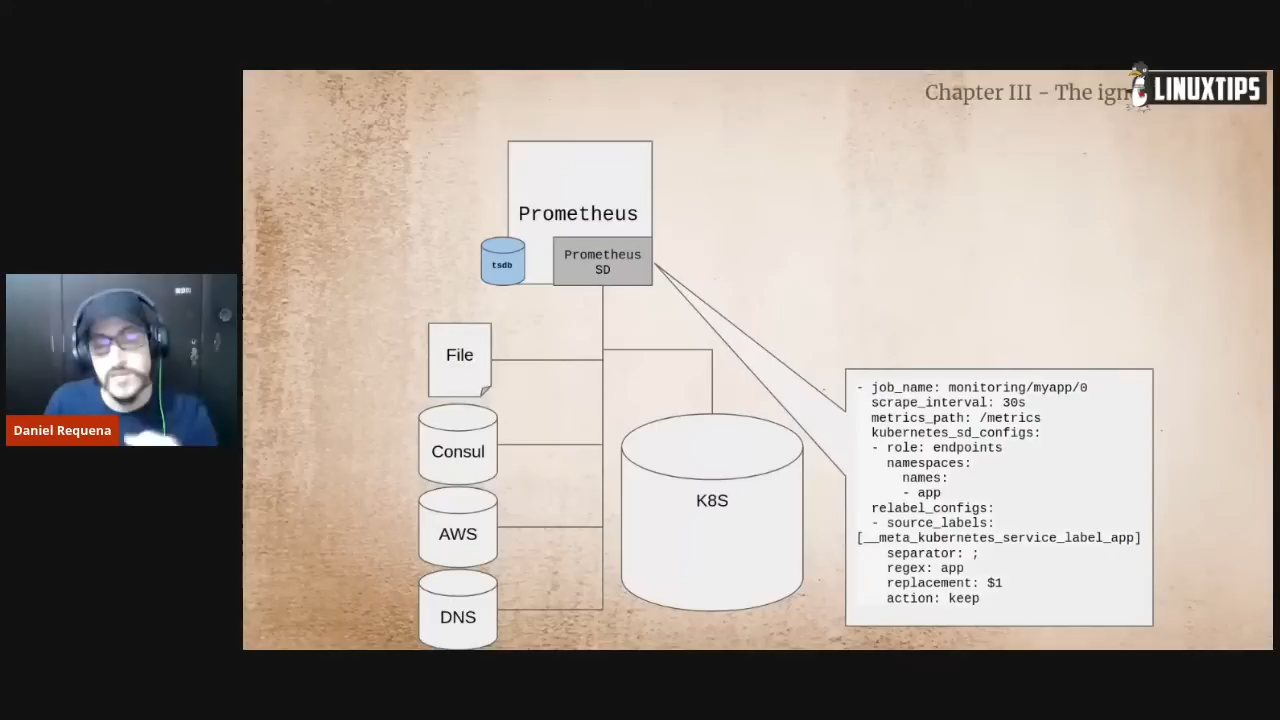 Chapter III - The ign
LINUXTIPS
Prometheus
tsdb
Prometheus
SD
File
Consul
AWS
DNS
K8S
- job_name: monitoring/myapp/0
scrape_interval: 30s
metrics_path: /metrics
kubernetes_sd_configs:
- role: endpoints
namespaces:
names:
- app
relabel_configs:
- source_labels:
[__meta_kubernetes_service_label_app]
separator: ;
regex: app
replacement: $1
action: keep
Daniel Requena